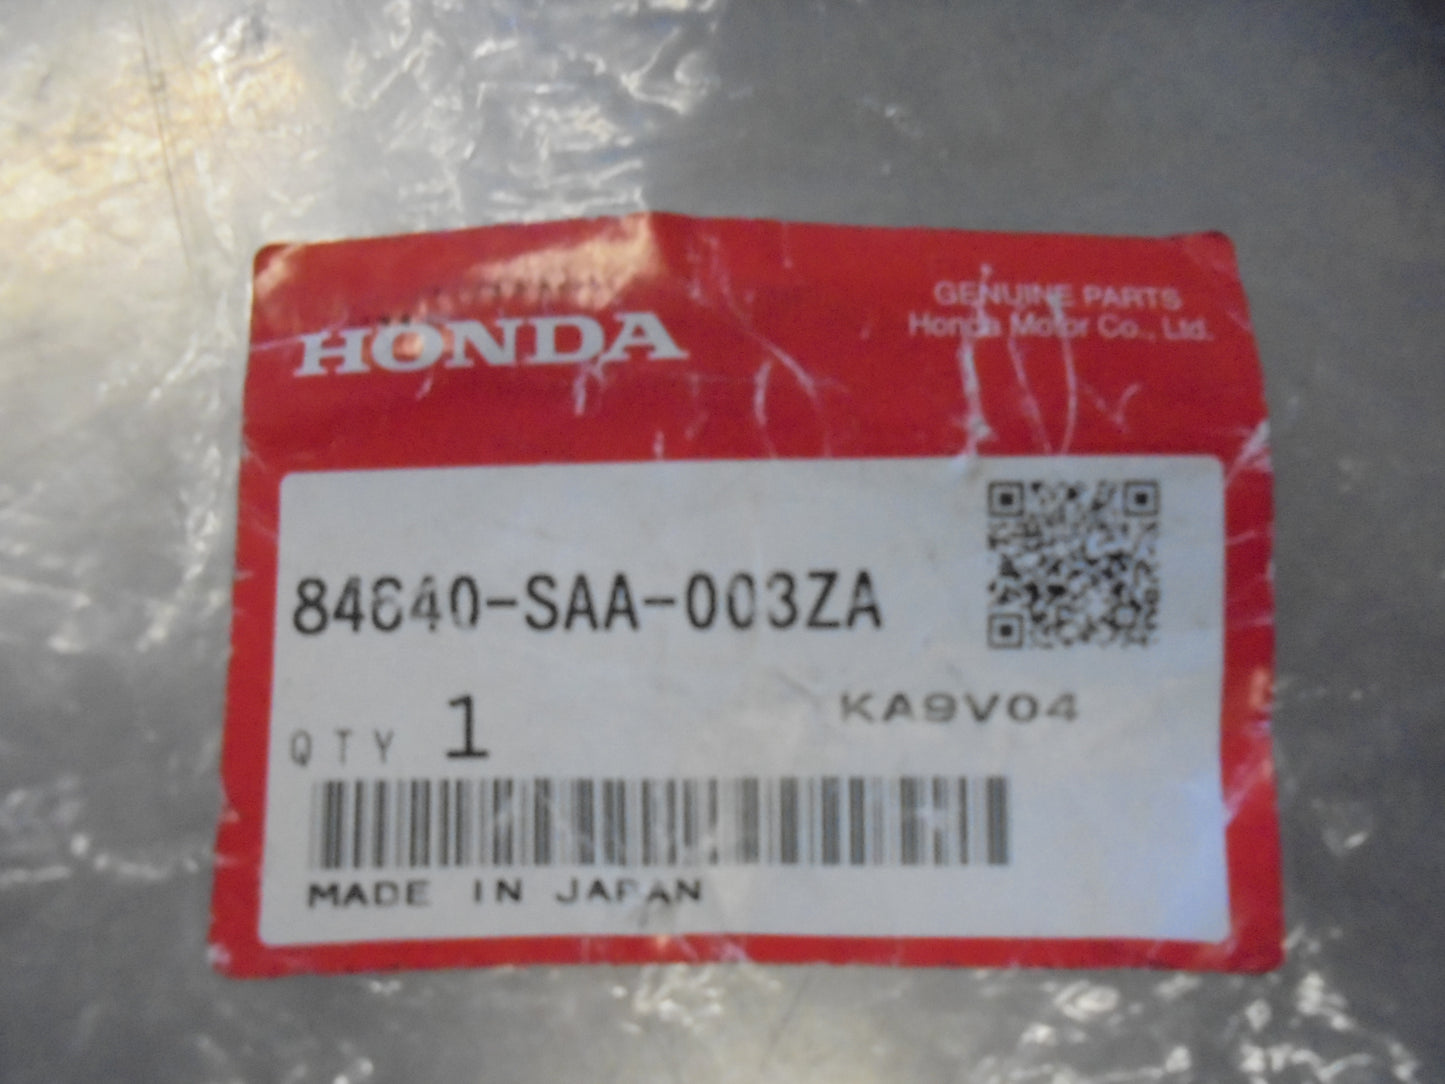 HONDA
GENUINE PARTS
Honda Motor Co., Ltd.
84640-SAA-003ZA
KA9V04
QTY 1
MADE IN JAPAN